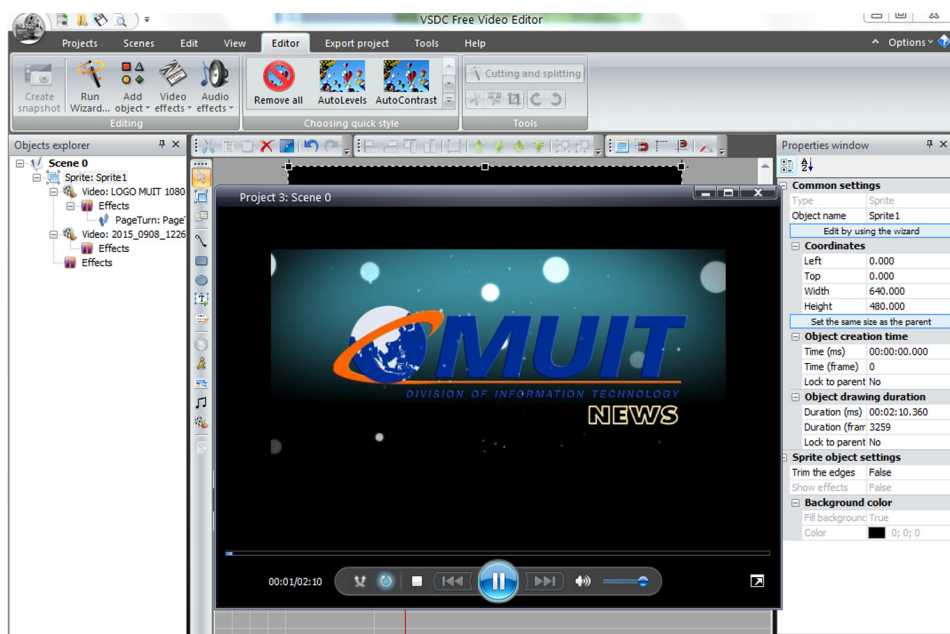 VSDC Free Video Editor
Projects Scenes Edit View Editor Export project Tools Help Options
Create snapshot
Run Wizard...
Add object
Video effects
Audio effects
Editing
Remove all AutoLevels AutoContrast
Choosing quick style
Cutting and splitting
Tools
Objects explorer
Scene 0
Sprite: Sprite1
Video: LOGO MUIT 1080
Effects
PageTurn: Page
Video: 2015_0908_1226
Effects
Effects
Project 3: Scene 0
MUIT
DIVISION OF INFORMATION TECHNOLOGY
NEWS
00:01/02:10
Properties window
Common settings
Type Sprite
Object name Sprite1
Edit by using the wizard
Coordinates
Left 0.000
Top 0.000
Width 640.000
Height 480.000
Set the same size as the parent
Object creation time
Time (ms) 00:00:00.000
Time (frame) 0
Lock to parent No
Object drawing duration
Duration (ms) 00:02:10.360
Duration (fram 3259
Lock to parent No
Sprite object settings
Trim the edges False
Show effects False
Background color
Fill background True
Color 0; 0; 0